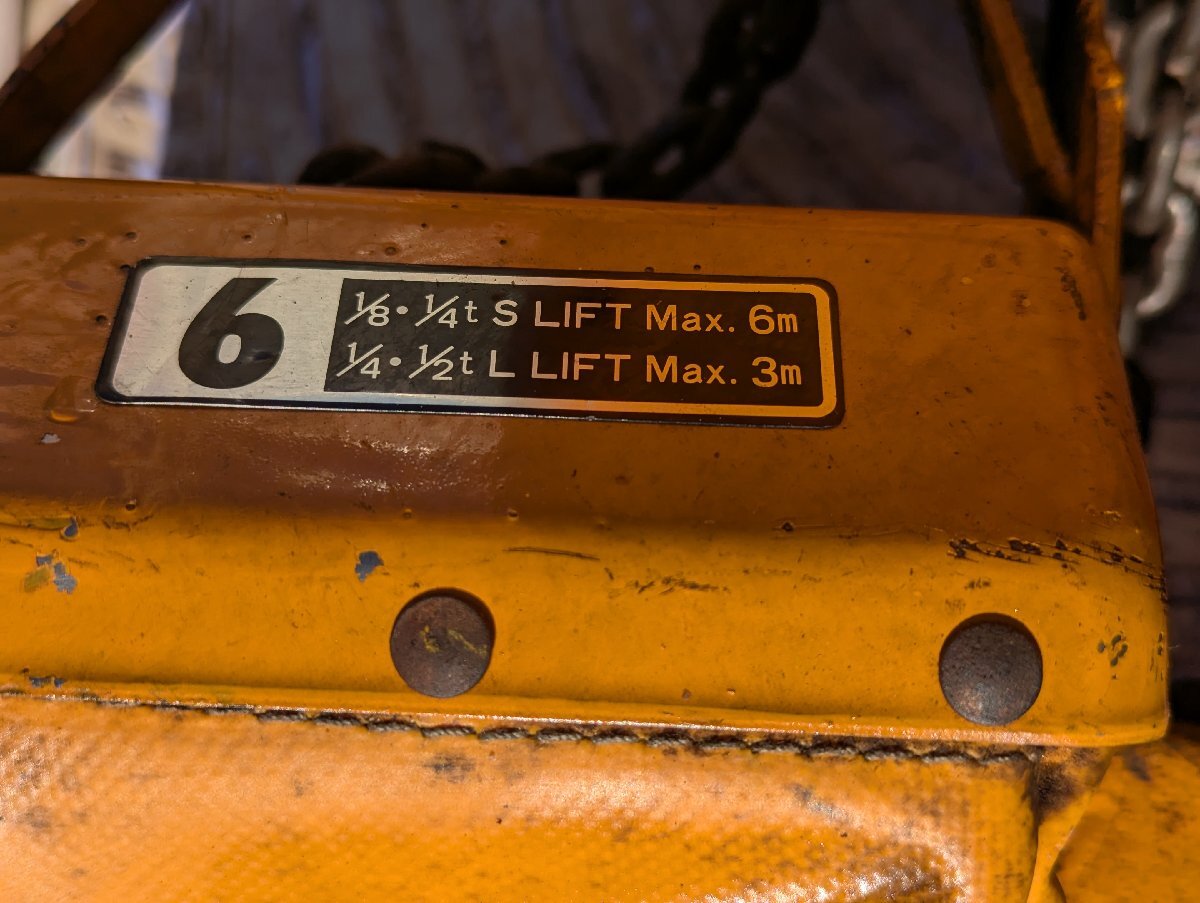 6
⅛・¼t S LIFT Max. 6m
¼・½t L LIFT Max. 3m